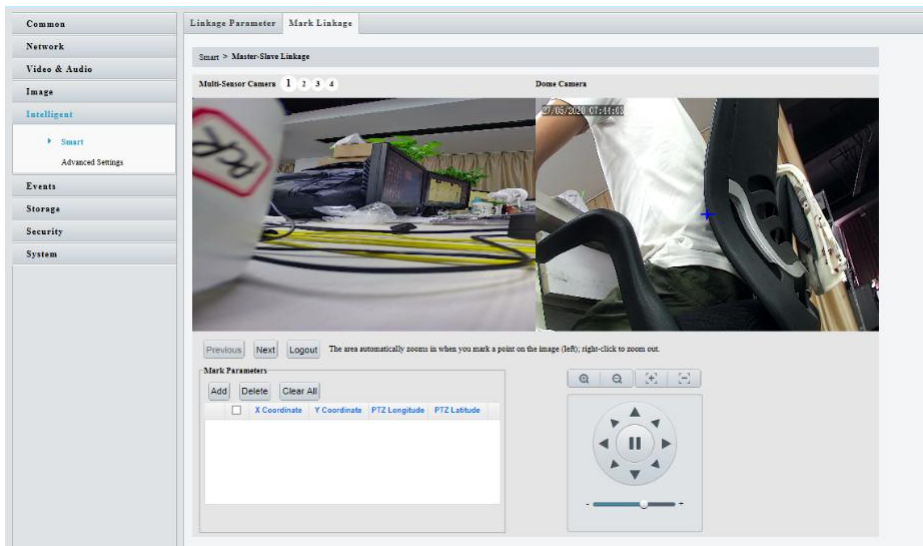 Linkage Parameter
Mark Linkage
Common
Network
Video & Audio
Image
Intelligent
Smart
Advanced Settings
Events
Storage
Security
System
Smart > Master-Slave Linkage
Multi-Sensor Camera 1 2 3 4
Dome Camera
PCR
Previous
Next
Logout
The area automatically zooms in when you mark a point on the image (left); right-click to zoom out.
Mark Parameters
Add
Delete
Clear All
X Coordinate
Y Coordinate
PTZ Longitude
PTZ Latitude
- +